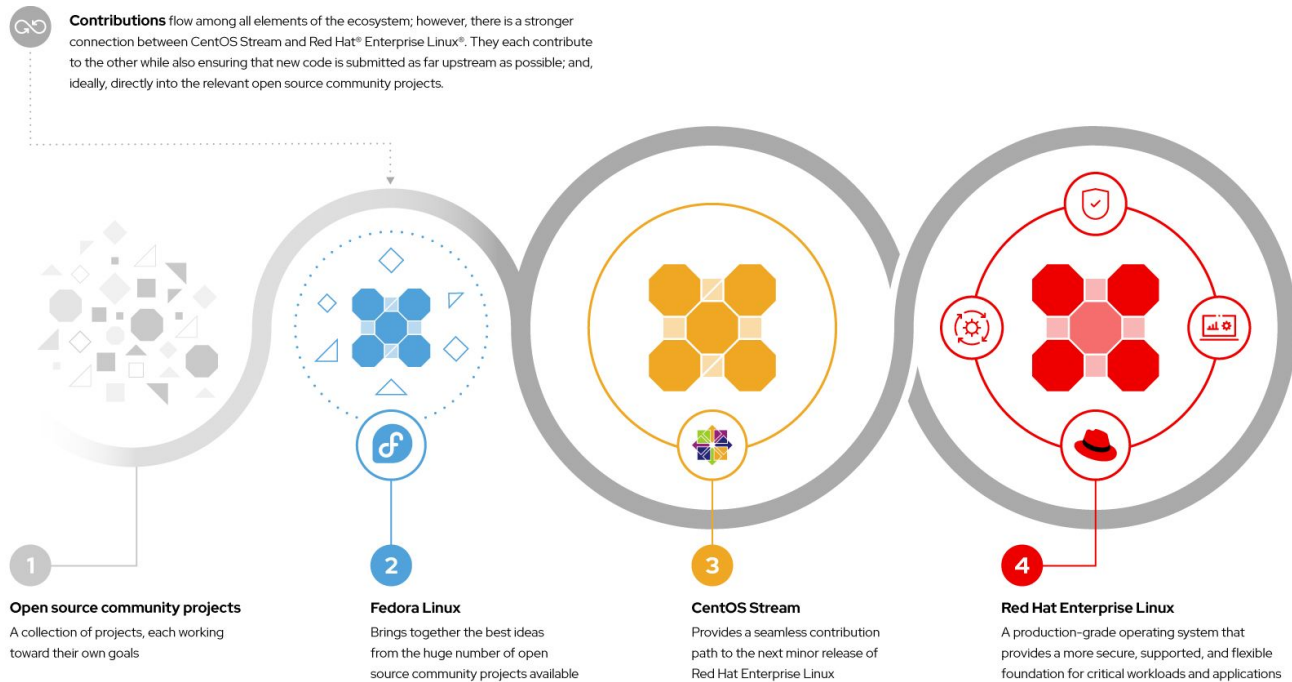 Contributions flow among all elements of the ecosystem; however, there is a stronger
connection between CentOS Stream and Red Hat® Enterprise Linux®. They each contribute
to the other while also ensuring that new code is submitted as far upstream as possible; and,
ideally, directly into the relevant open source community projects.
1
Open source community projects
A collection of projects, each working
toward their own goals
2
Fedora Linux
Brings together the best ideas
from the huge number of open
source community projects available
3
CentOS Stream
Provides a seamless contribution
path to the next minor release of
Red Hat Enterprise Linux
4
Red Hat Enterprise Linux
A production-grade operating system that
provides a more secure, supported, and flexible
foundation for critical workloads and applications